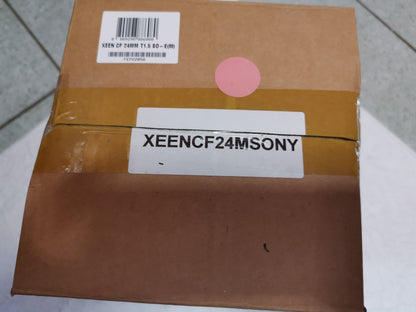 XEEN CF 24MM T1.5 SO-E(M)
XEENCF24MSONY